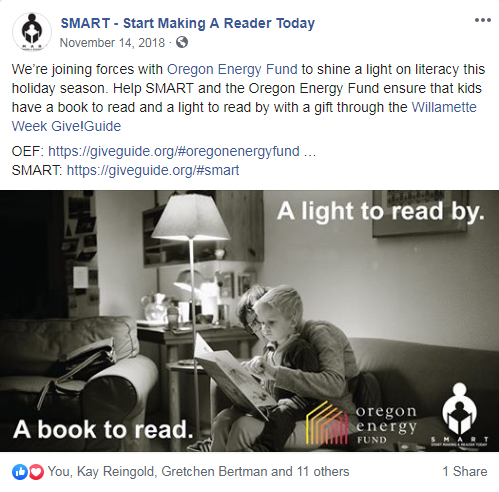 SMART - Start Making A Reader Today
November 14, 2018 ·
We're joining forces with Oregon Energy Fund to shine a light on literacy this
holiday season. Help SMART and the Oregon Energy Fund ensure that kids
have a book to read and a light to read by with a gift through the Willamette
Week Give!Guide
OEF: https://giveguide.org/#oregonenergyfund …
SMART: https://giveguide.org/#smart
A light to read by.
A book to read.
oregon
energy
FUND
S M A R T
START MAKING A READER TODAY
You, Kay Reingold, Gretchen Bertman and 11 others
1 Share